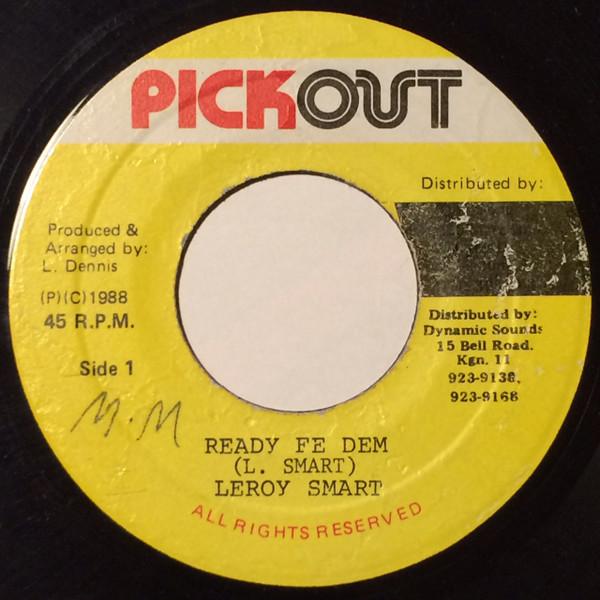 PICKOUT
Distributed by:
Produced &
Arranged by:
L. Dennis
(P)(C)1988
45 R.P.M.
Side 1
Distributed by:
Dynamic Sounds
15 Bell Road.
Kgn. 11
923-9138,
923-9168
M.M
READY FE DEM
(L. SMART)
LEROY SMART
ALL RIGHTS RESERVED